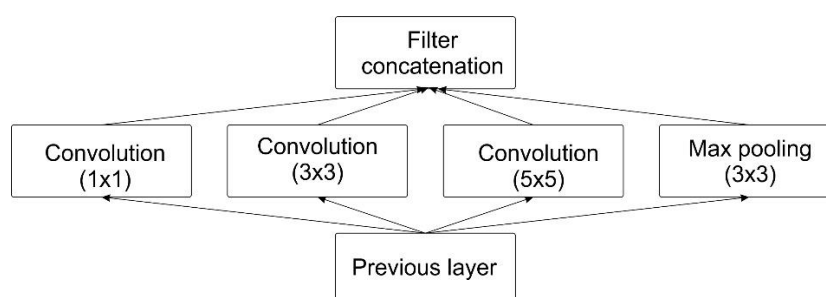 Filter
concatenation
Convolution
(1x1)
Convolution
(3x3)
Convolution
(5x5)
Max pooling
(3x3)
Previous layer